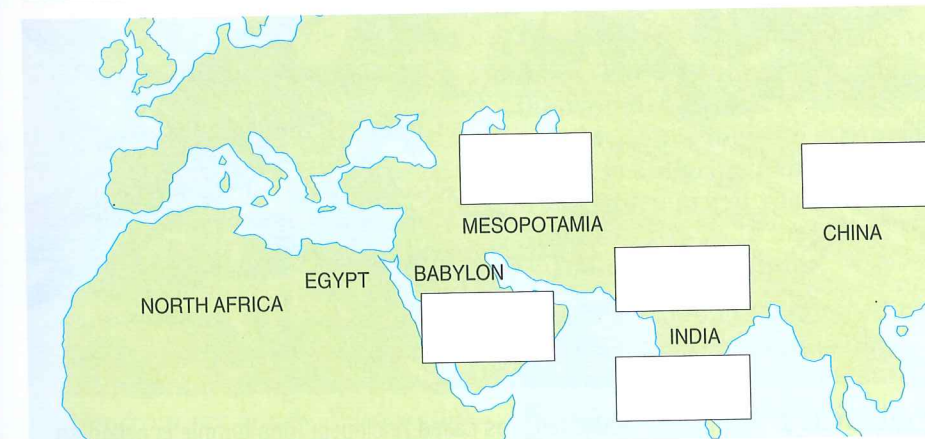 MESOPOTAMIA
CHINA
EGYPT
BABYLON
NORTH AFRICA
INDIA